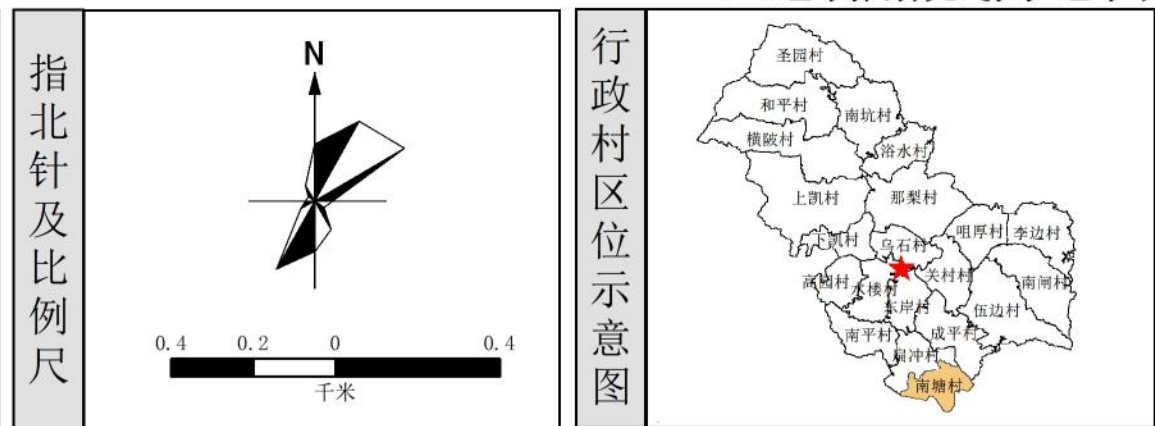 指北针及比例尺
N
0.4 0.2 0 0.4
千米
行政村区位示意图
圣园村
和平村
南坑村
横陂村
浴水村
上凯村
那梨村
下凯村
乌石村
咀厚村
李边村
高园村
水楼村
关村村
南闸村
东岸村
伍边村
南平村
成平村
扁冲村
南塘村